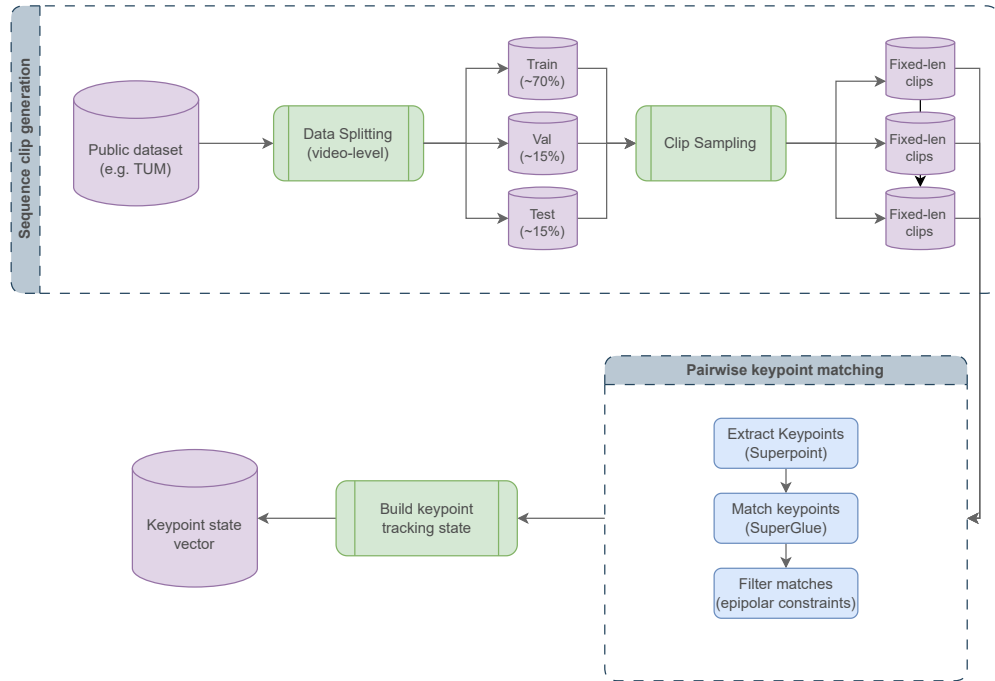 Sequence clip generation
Public dataset
(e.g. TUM)
Data Splitting
(video-level)
Train
(~70%)
Val
(~15%)
Test
(~15%)
Clip Sampling
Fixed-len
clips
Fixed-len
clips
Fixed-len
clips
Pairwise keypoint matching
Extract Keypoints
(Superpoint)
Match keypoints
(SuperGlue)
Filter matches
(epipolar constraints)
Build keypoint
tracking state
Keypoint state
vector